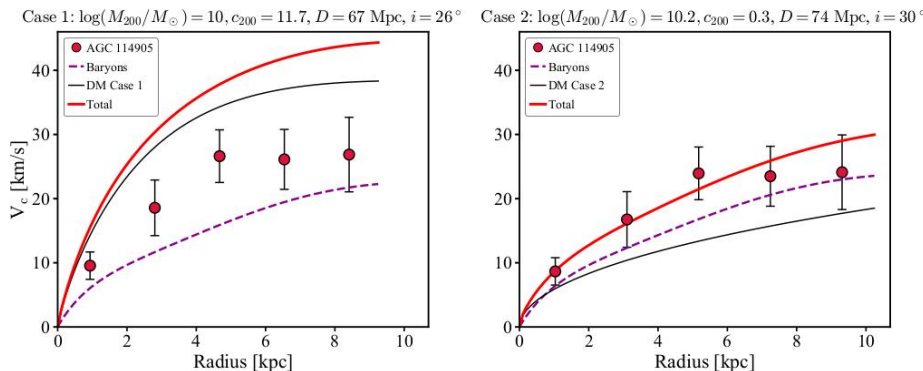 Case 1: log(M₂₀₀/M⊙) = 10, c₂₀₀ = 11.7, D = 67 Mpc, i = 26°
AGC 114905
Baryons
DM Case 1
Total
V_c [km/s]
40
30
20
10
0
0 2 4 6 8 10
Radius [kpc]
Case 2: log(M₂₀₀/M⊙) = 10.2, c₂₀₀ = 0.3, D = 74 Mpc, i = 30°
AGC 114905
Baryons
DM Case 2
Total
40
30
20
10
0
0 2 4 6 8 10
Radius [kpc]